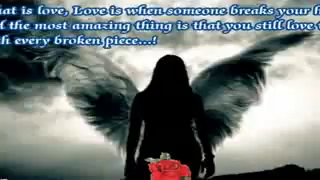 is love, Love is when someone breaks your
the most amazing thing is that you still love
every broken piece...!